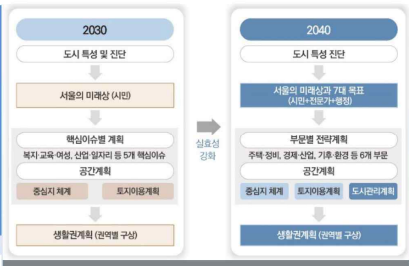 2030
도시 특성 및 진단
서울의 미래상 (시민)
핵심이슈별 계획
복지·교육·여성, 산업·일자리 등 5개 핵심이슈
공간계획
중심지 체계
토지이용계획
생활권계획 (권역별 구상)
실효성
강화
2040
도시 특성 진단
서울의 미래상과 7대 목표
(시민+전문가+행정)
부문별 전략계획
주택·정비, 경제·산업, 기후·환경 등 6개 부문
공간계획
중심지 체계
토지이용계획
도시관리계획
생활권계획 (권역별 구상)